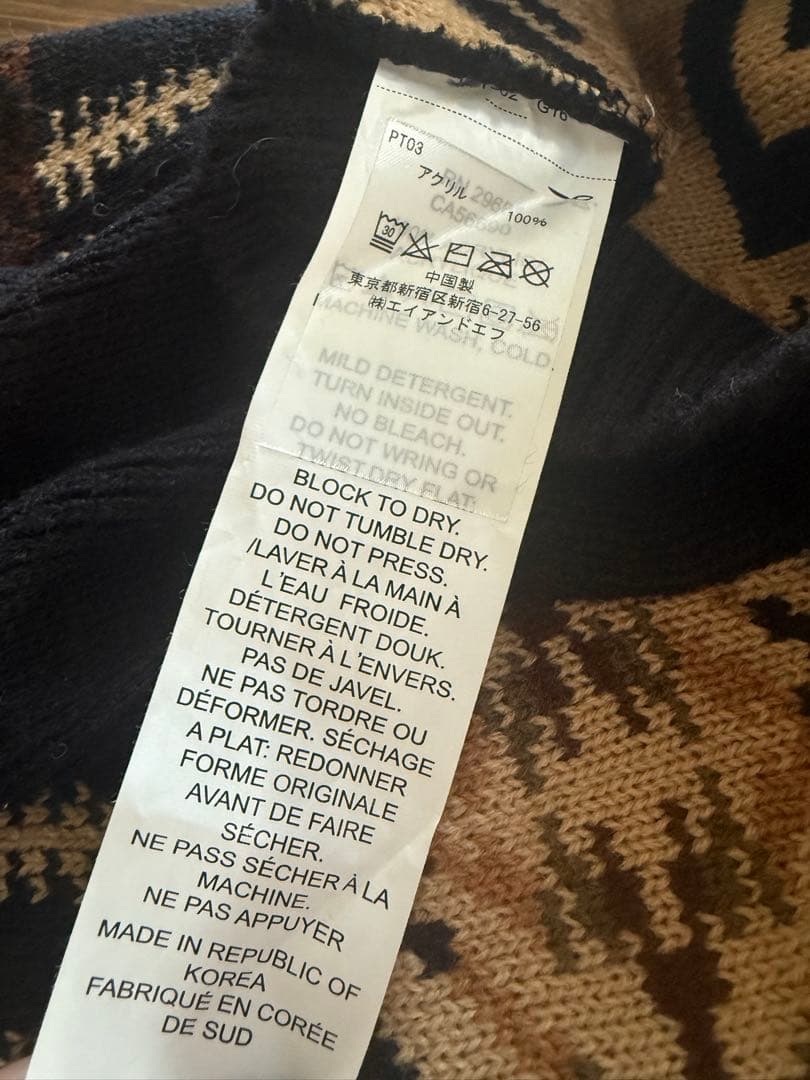 G16
PT03
アクリル 100%
30
中国製
東京都新宿区新宿6-27-56
㈱エイアンドエフ
MACHINE WASH, COLD
MILD DETERGENT.
TURN INSIDE OUT.
NO BLEACH.
DO NOT WRING OR
TWIST DRY FLAT:
BLOCK TO DRY.
DO NOT TUMBLE DRY.
DO NOT PRESS.
/LAVER À LA MAIN À
L'EAU FROIDE.
DÉTERGENT DOUK.
TOURNER À L'ENVERS.
PAS DE JAVEL.
NE PAS TORDRE OU
DÉFORMER. SÉCHAGE
A PLAT: REDONNER
FORME ORIGINALE
AVANT DE FAIRE
SÉCHER.
NE PASS SÉCHER À LA
MACHINE.
NE PAS APPUYER
MADE IN REPUBLIC OF
KOREA
FABRIQUÉ EN CORÉE
DE SUD